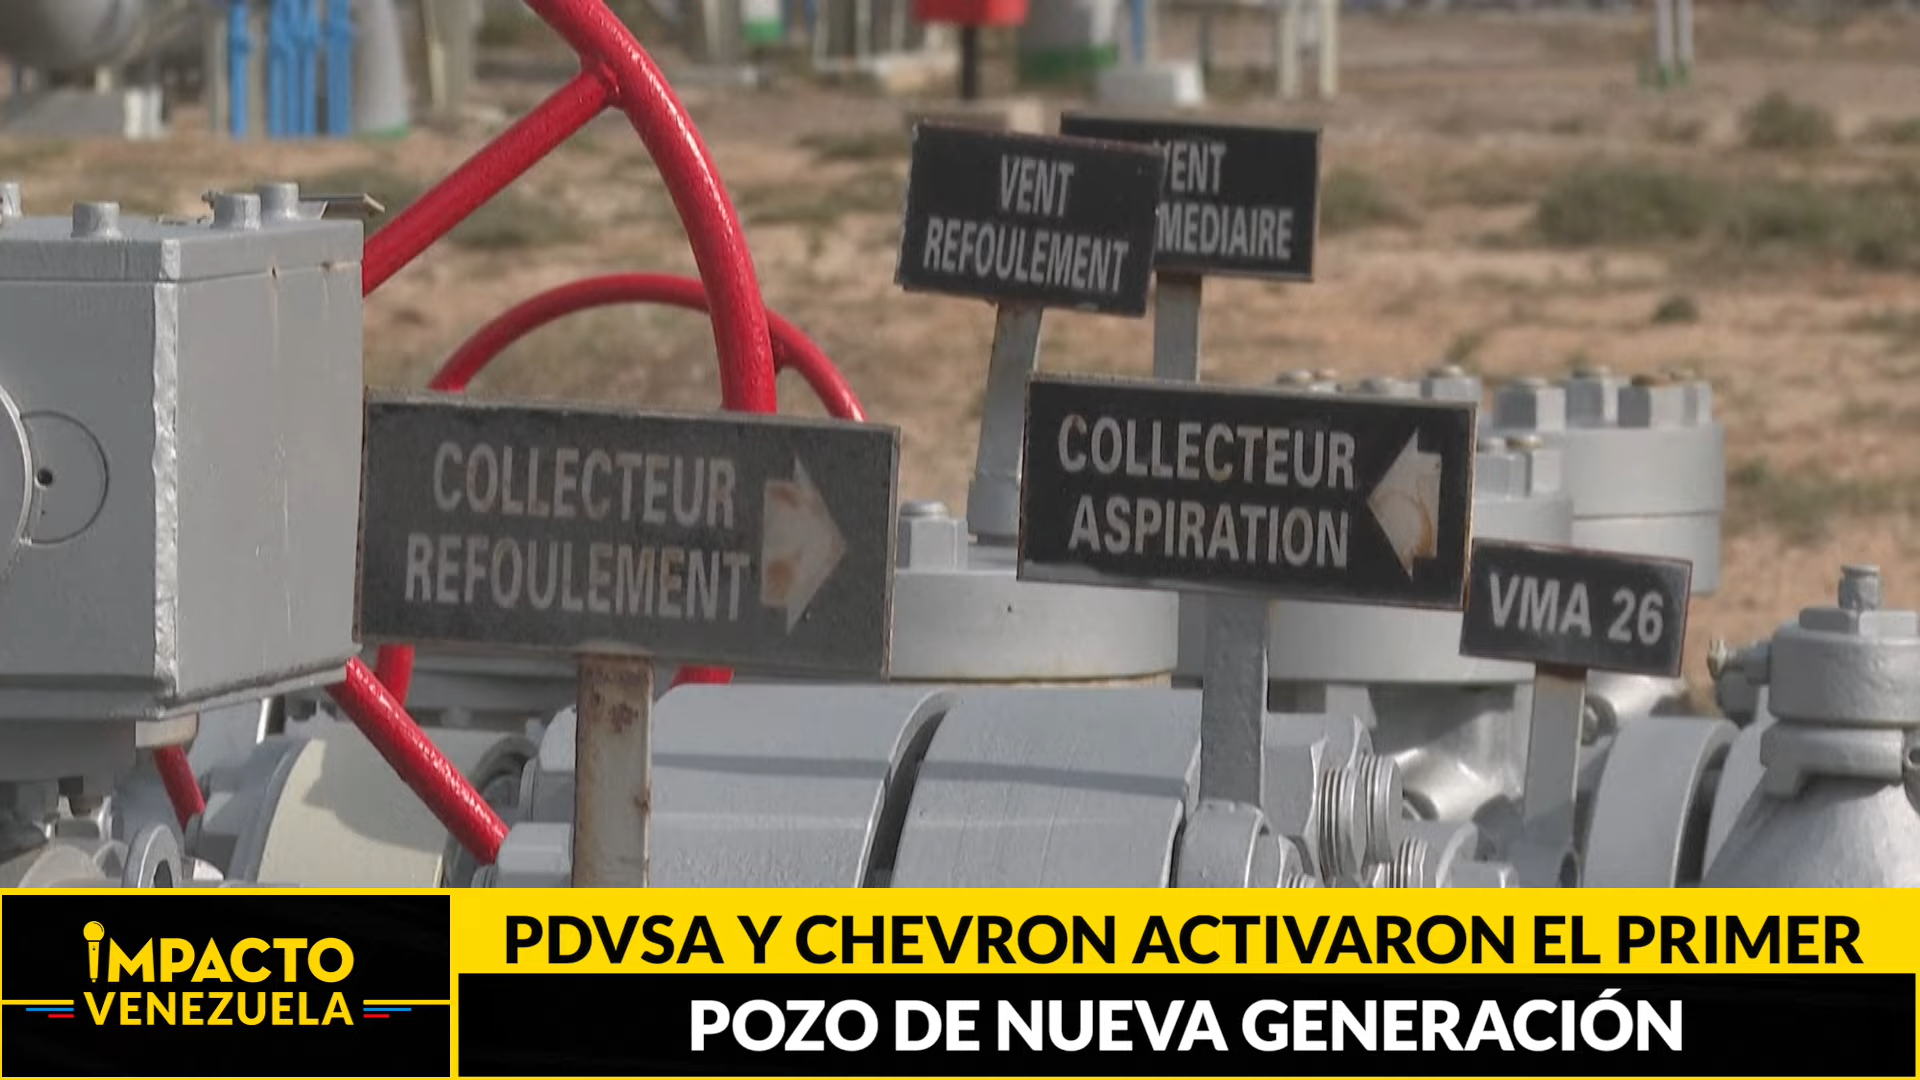 VENT
REFOULEMENT
VENT
MEDIAIRE
COLLECTEUR
REFOULEMENT
COLLECTEUR
ASPIRATION
VMA 26
IMPACTO
VENEZUELA
PDVSA Y CHEVRON ACTIVARON EL PRIMER
POZO DE NUEVA GENERACIÓN